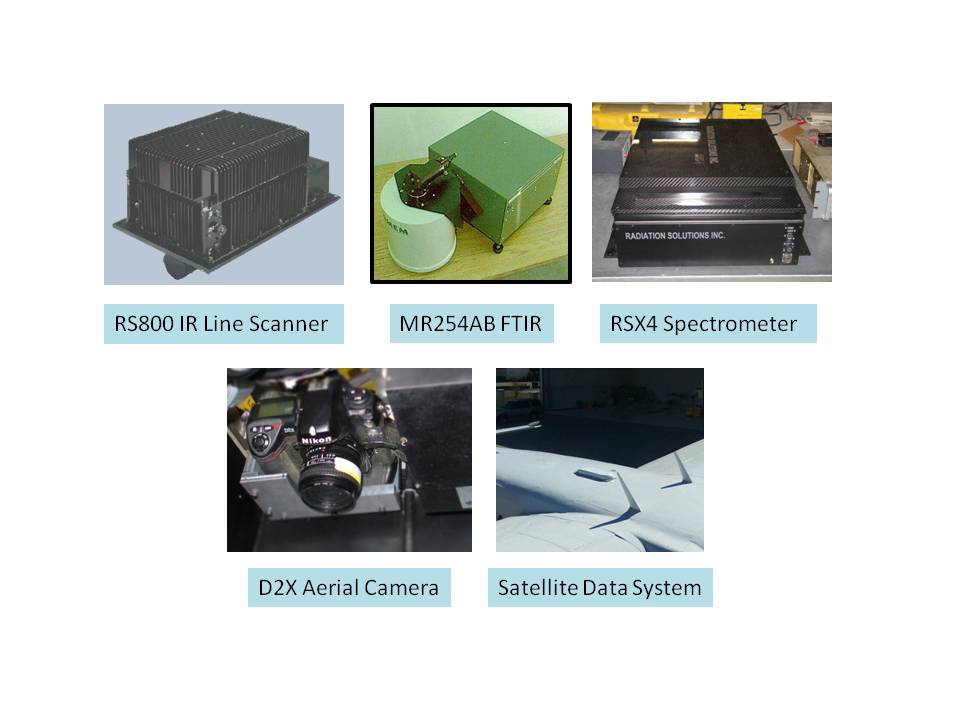 RADIATION SOLUTIONS INC.
RS800 IR Line Scanner
MR254AB FTIR
RSX4 Spectrometer
Nikon
D2X Aerial Camera
Satellite Data System